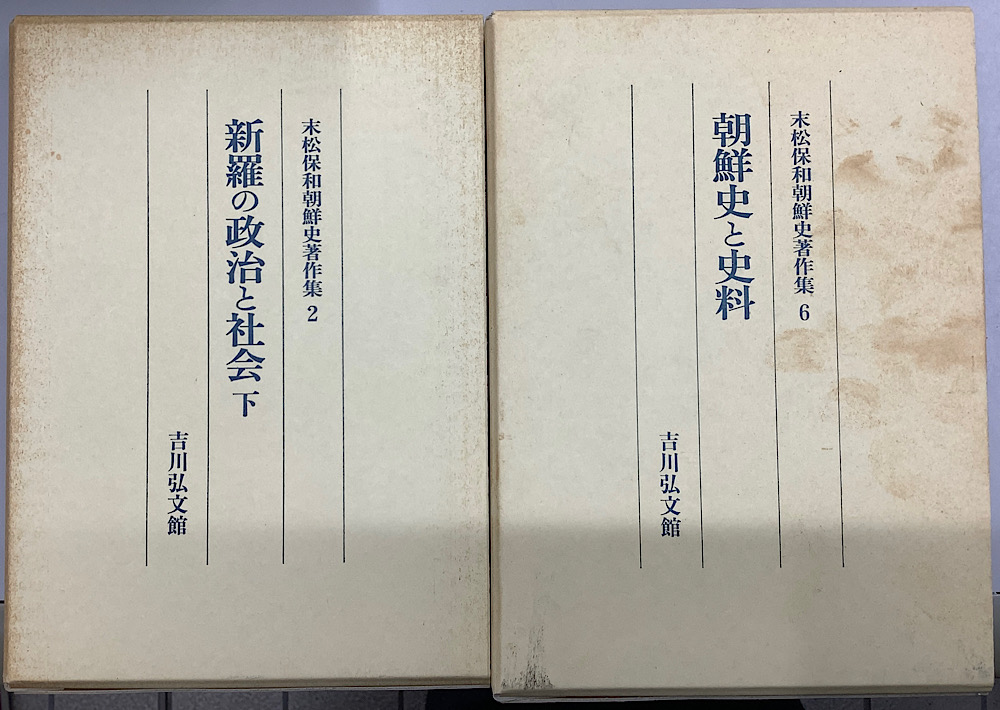 末松保和朝鮮史著作集 2
新羅の政治と社会 下
吉川弘文館
末松保和朝鮮史著作集 6
朝鮮史と史料
吉川弘文館